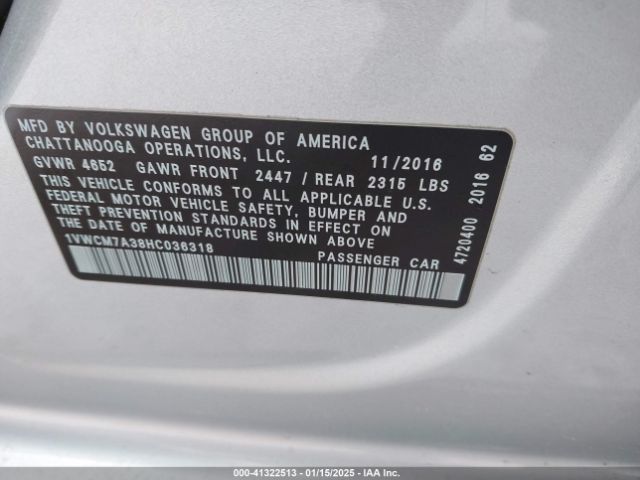 MFD BY VOLKSWAGEN GROUP OF AMERICA
CHATTANOOGA OPERATIONS, LLC. 11/2016
GVWR 4652 GAWR FRONT 2447 / REAR 2315 LBS
THIS VEHICLE CONFORMS TO ALL APPLICABLE U.S.
FEDERAL MOTOR VEHICLE SAFETY, BUMPER AND
THEFT PREVENTION STANDARDS IN EFFECT ON
THE DATE OF MANUFACTURE SHOWN ABOVE
1VWCM7A38HC036318 PASSENGER CAR
4720400 2016 62
000-41322513 - 01/15/2025 - IAA Inc.